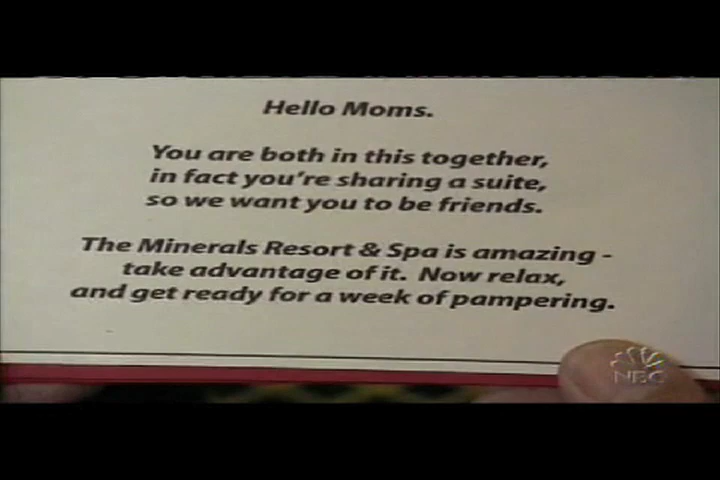 Hello Moms.
You are both in this together,
in fact you're sharing a suite,
so we want you to be friends.
The Minerals Resort & Spa is amazing -
take advantage of it. Now relax,
and get ready for a week of pampering.
NBC